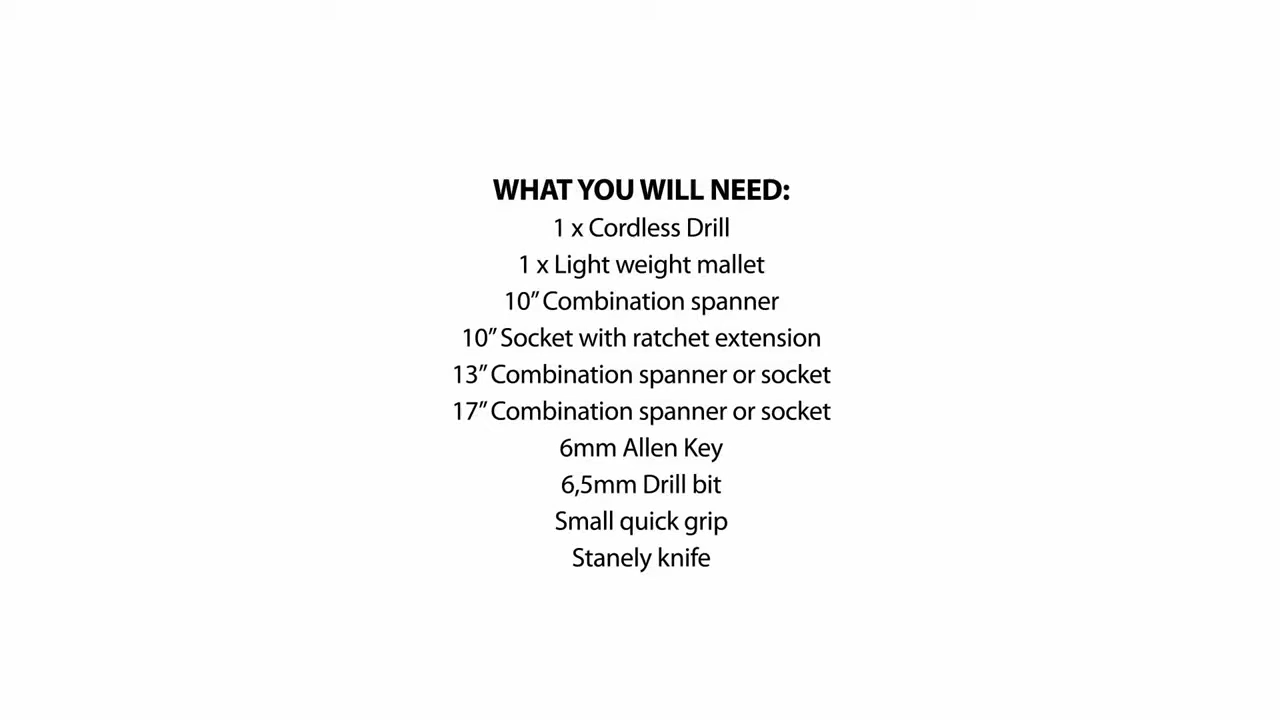 WHAT YOU WILL NEED:
1 x Cordless Drill
1 x Light weight mallet
10” Combination spanner
10” Socket with ratchet extension
13” Combination spanner or socket
17” Combination spanner or socket
6mm Allen Key
6,5mm Drill bit
Small quick grip
Stanely knife